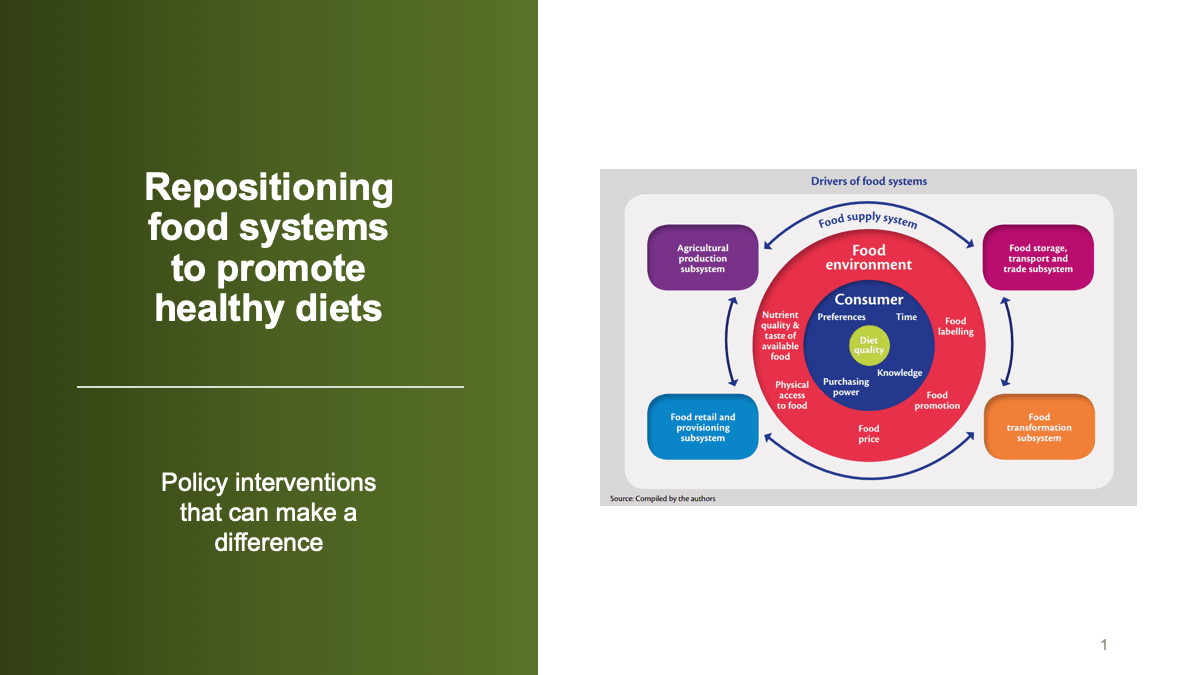 Repositioning
food systems
to promote
healthy diets
Policy interventions
that can make a
difference
Drivers of food systems
Food supply system
Agricultural
production
subsystem
Food storage,
transport and
trade subsystem
Food
environment
Consumer
Preferences
Time
Diet
quality
Knowledge
Purchasing
power
Nutrient
quality &
taste of
available
food
Food
labelling
Physical
access
to food
Food
promotion
Food
price
Food retail and
provisioning
subsystem
Food
transformation
subsystem
Source: Compiled by the authors
1